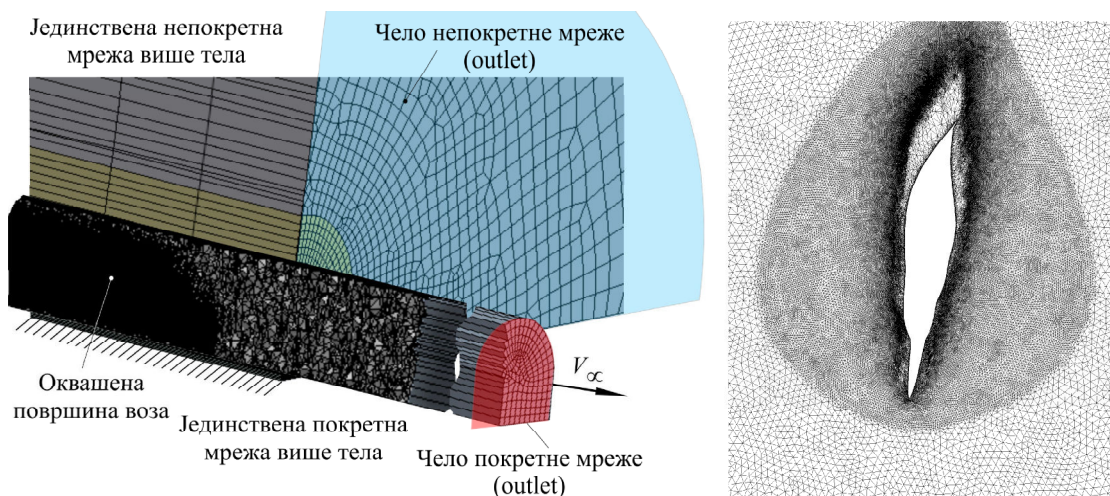 Јединствена непокретна
мрежа више тела
Чело непокретне мреже
(outlet)
V∞
Оквашена
површина воза
Јединствена покретна
мрежа више тела
Чело покретне мреже
(outlet)